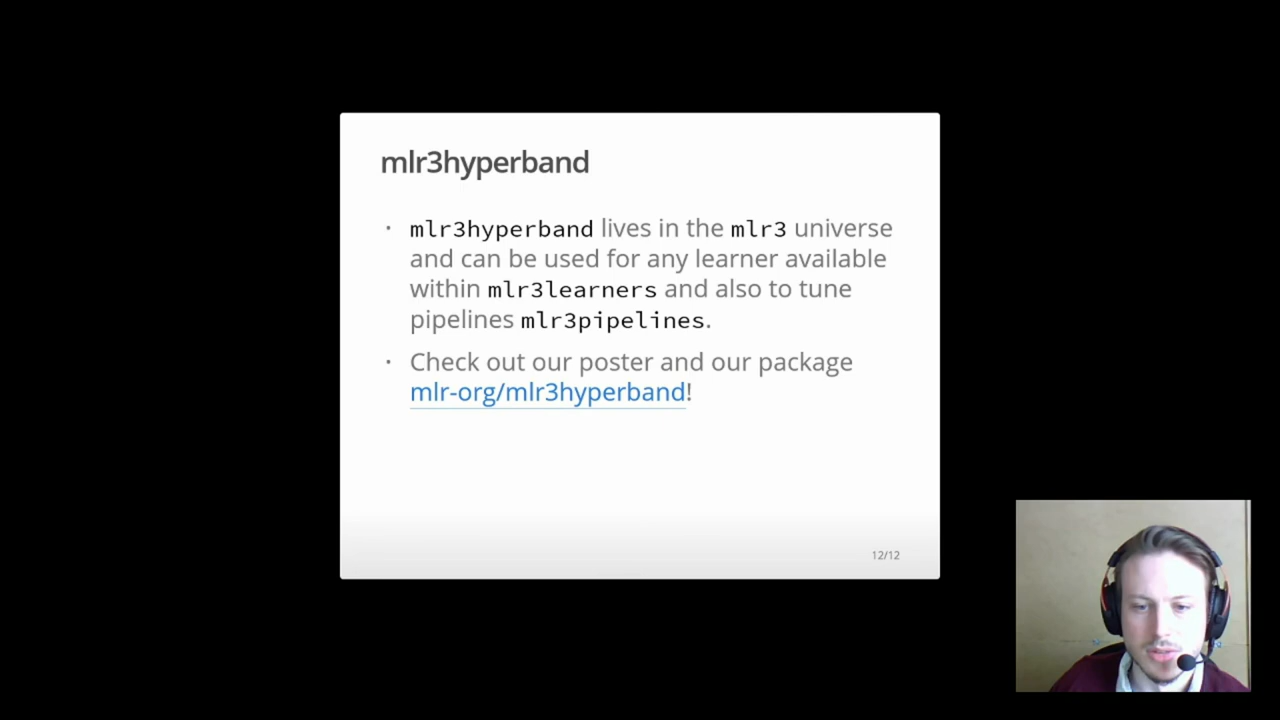 mlr3hyperband
· mlr3hyperband lives in the mlr3 universe
and can be used for any learner available
within mlr3learners and also to tune
pipelines mlr3pipelines.
· Check out our poster and our package
mlr-org/mlr3hyperband!
12/12